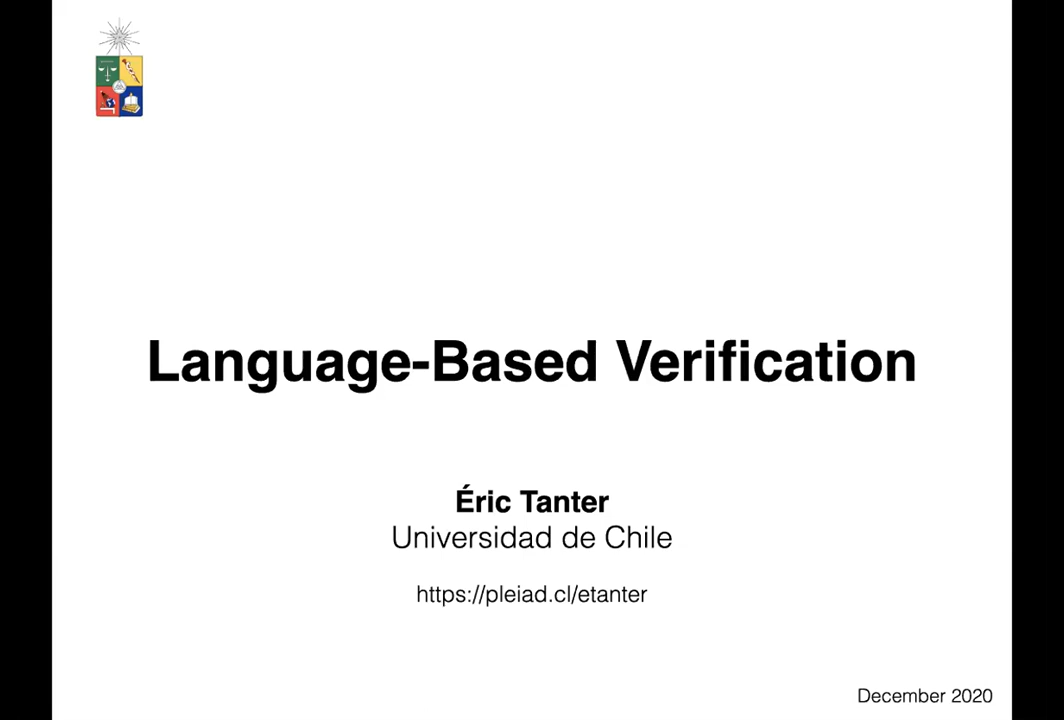 Language-Based Verification
Éric Tanter
Universidad de Chile
https://pleiad.cl/etanter
December 2020